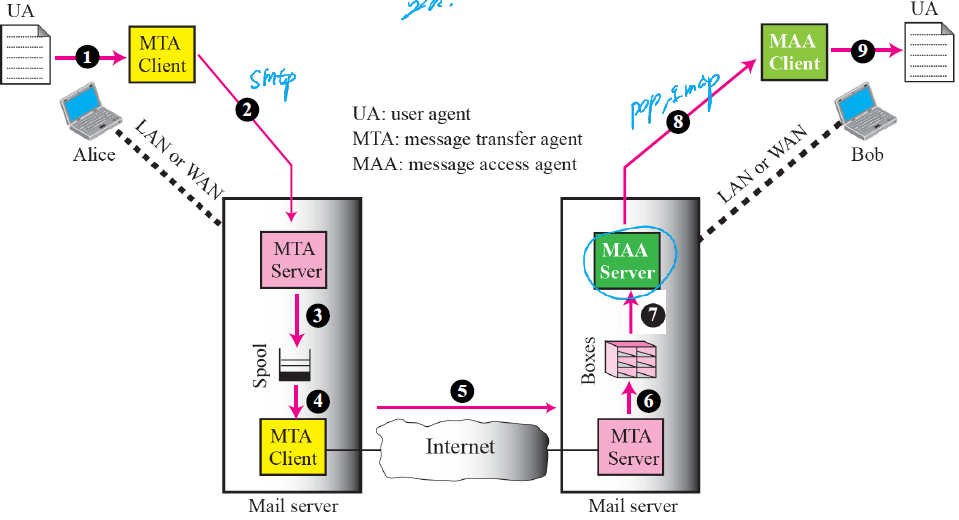 UA
1
MTA
Client
2
smtp
Alice
LAN or WAN
UA: user agent
MTA: message transfer agent
MAA: message access agent
MTA
Server
3
Spool
4
MTA
Client
Mail server
5
Internet
MTA
Server
6
Boxes
7
MAA
Server
Mail server
8
pop, imap
MAA
Client
9
UA
Bob
LAN or WAN